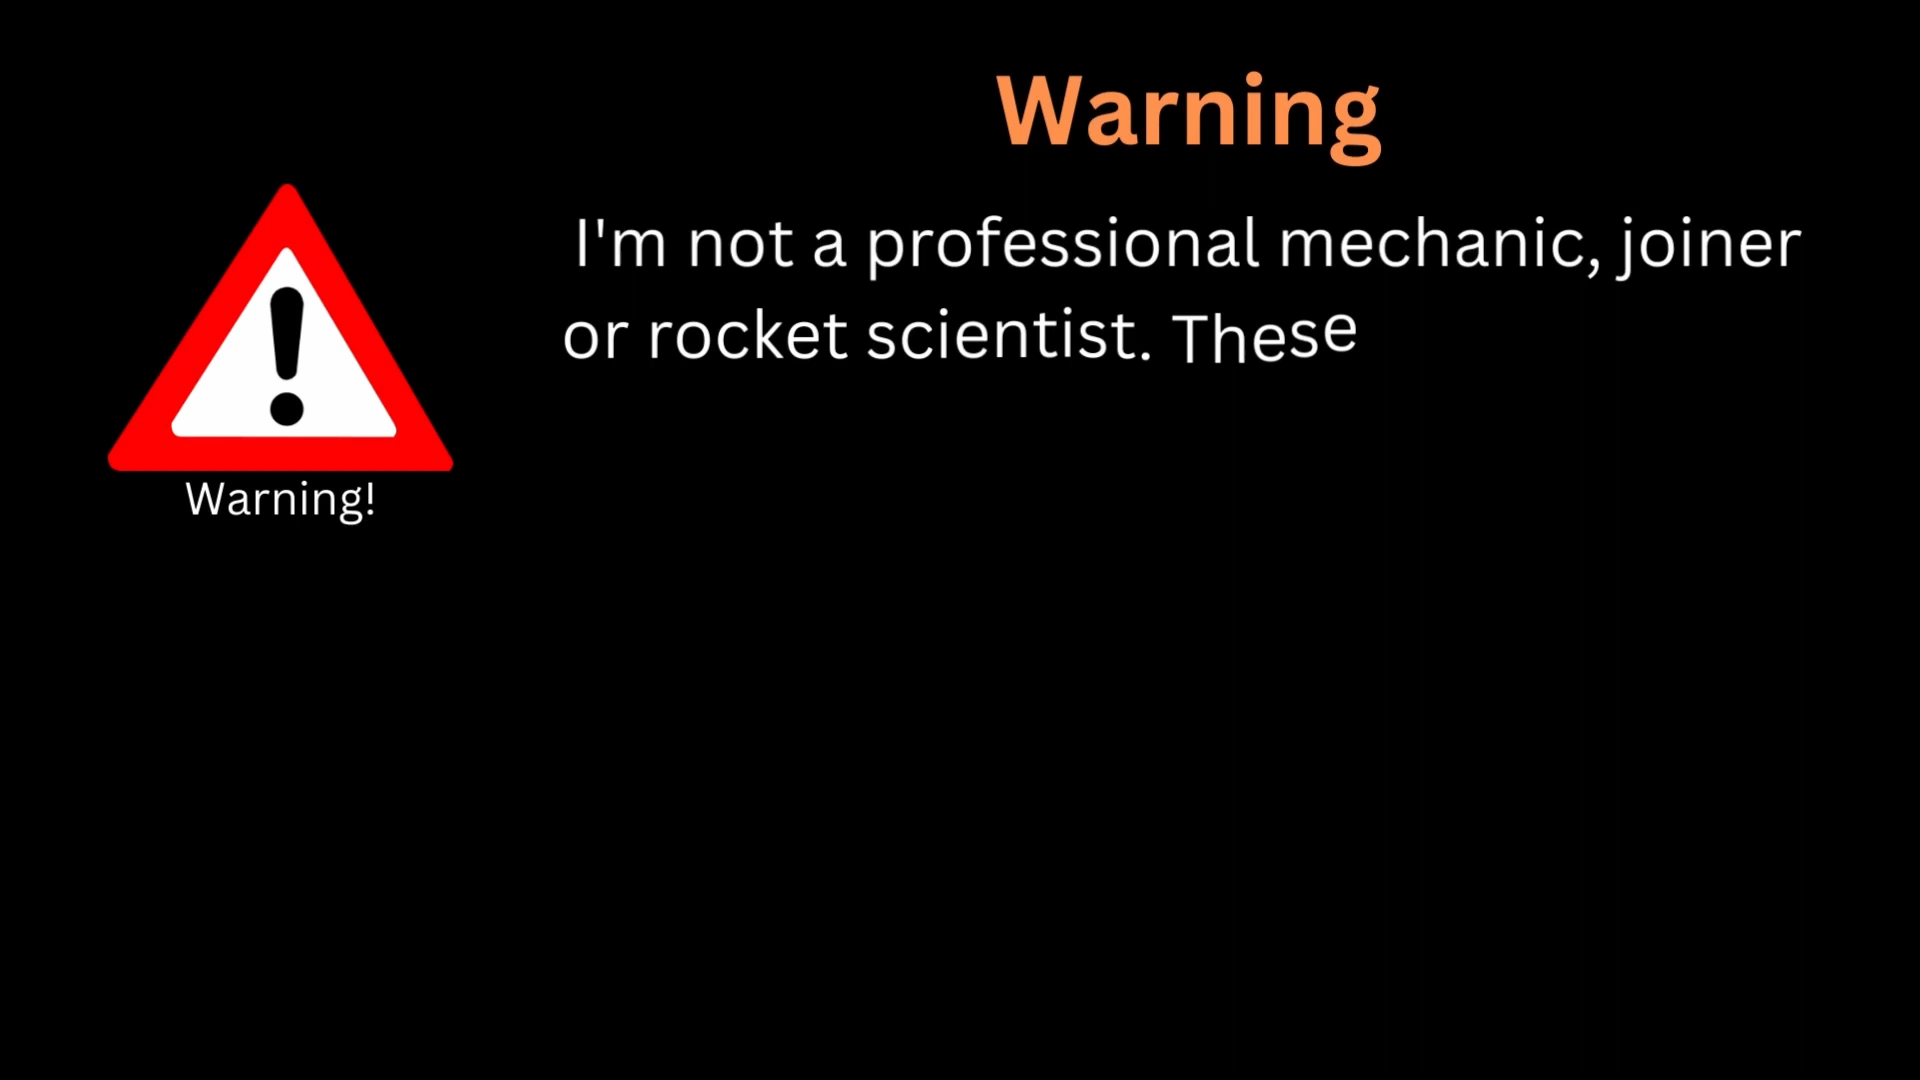 Warning
I'm not a professional mechanic, joiner
or rocket scientist. These
Warning!